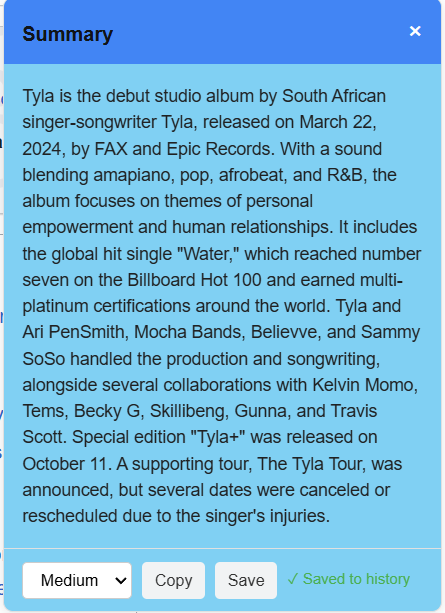 Summary
×
Tyla is the debut studio album by South African
singer-songwriter Tyla, released on March 22,
2024, by FAX and Epic Records. With a sound
blending amapiano, pop, afrobeat, and R&B, the
album focuses on themes of personal
empowerment and human relationships. It includes
the global hit single "Water," which reached number
seven on the Billboard Hot 100 and earned multi-
platinum certifications around the world. Tyla and
Ari PenSmith, Mocha Bands, Believve, and Sammy
SoSo handled the production and songwriting,
alongside several collaborations with Kelvin Momo,
Tems, Becky G, Skillibeng, Gunna, and Travis
Scott. Special edition "Tyla+" was released on
October 11. A supporting tour, The Tyla Tour, was
announced, but several dates were canceled or
rescheduled due to the singer's injuries.
Medium Copy Save ✓ Saved to history